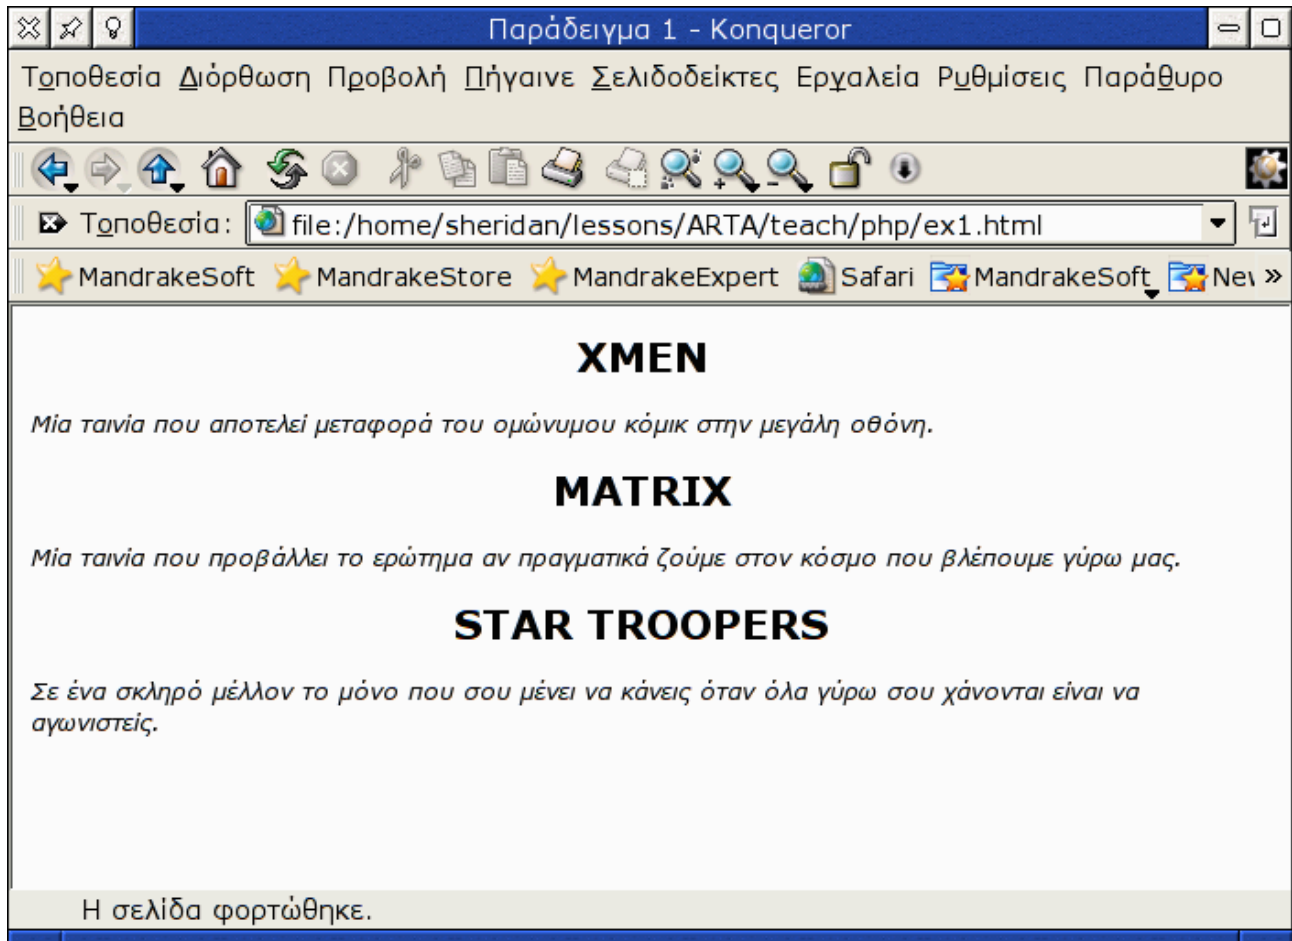 Παράδειγμα 1 - Konqueror
Τοποθεσία Διόρθωση Προβολή Πήγαινε Σελιδοδείκτες Εργαλεία Ρυθμίσεις Παράθυρο
Βοήθεια
Τοποθεσία: file:/home/sheridan/lessons/ARTA/teach/php/ex1.html
MandrakeSoft MandrakeStore MandrakeExpert Safari MandrakeSoft
XMEN
Μία ταινία που αποτελεί μεταφορά του ομώνυμου κόμικ στην μεγάλη οθόνη.
MATRIX
Μία ταινία που προβάλλει το ερώτημα αν πραγματικά ζούμε στον κόσμο που βλέπουμε γύρω μας.
STAR TROOPERS
Σε ένα σκληρό μέλλον το μόνο που σου μένει να κάνεις όταν όλα γύρω σου χάνονται είναι να
αγωνιστείς.
Η σελίδα φορτώθηκε.